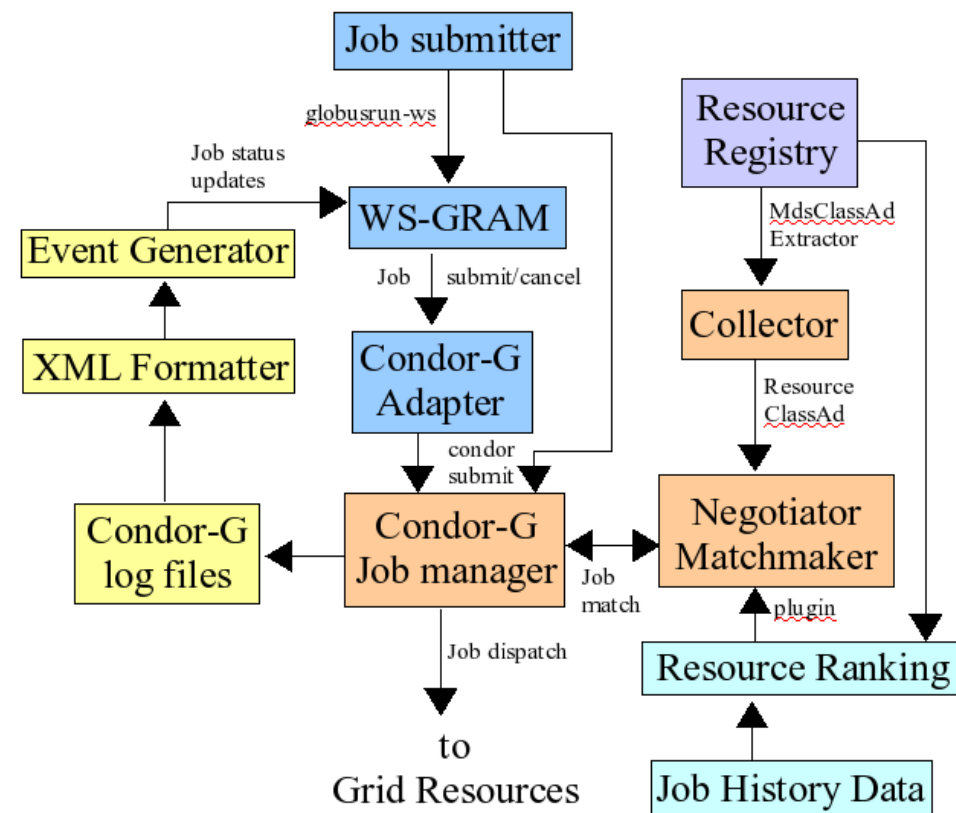 Job submitter
globusrun-ws
Resource
Registry
Job status
updates
WS-GRAM
MdsClassAd
Extractor
Event Generator
Job submit/cancel
Collector
XML Formatter
Condor-G
Adapter
Resource
ClassAd
condor
submit
Condor-G
log files
Condor-G
Job manager
Negotiator
Matchmaker
Job
match
plugin
Job dispatch
Resource Ranking
to
Grid Resources
Job History Data